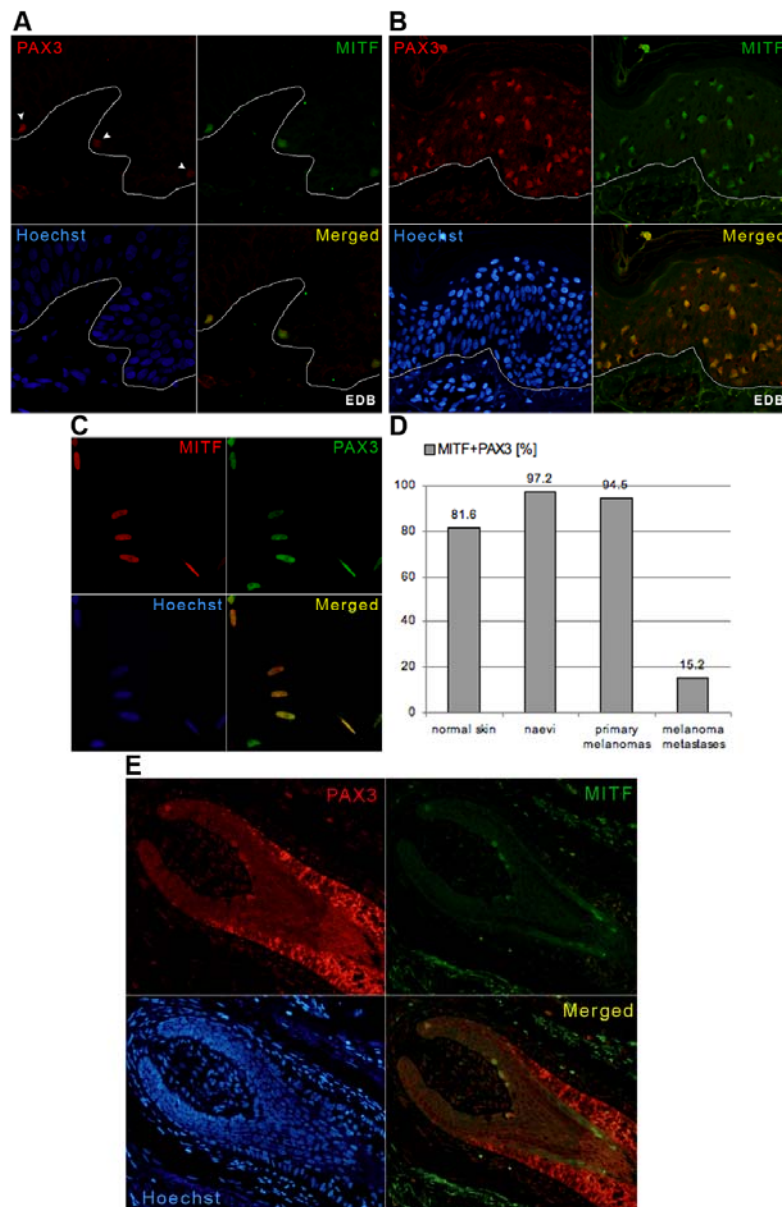 A
PAX3
MITF
Hoechst
Merged
EDB
B
PAX3
MITF
Hoechst
Merged
EDB
C
MITF
PAX3
Hoechst
Merged
D
MITF+PAX3 [%]
100
80
60
40
20
0
81.6
97.2
94.5
15.2
normal skin
naevi
primary
melanomas
melanoma
metastases
E
PAX3
MITF
Hoechst
Merged